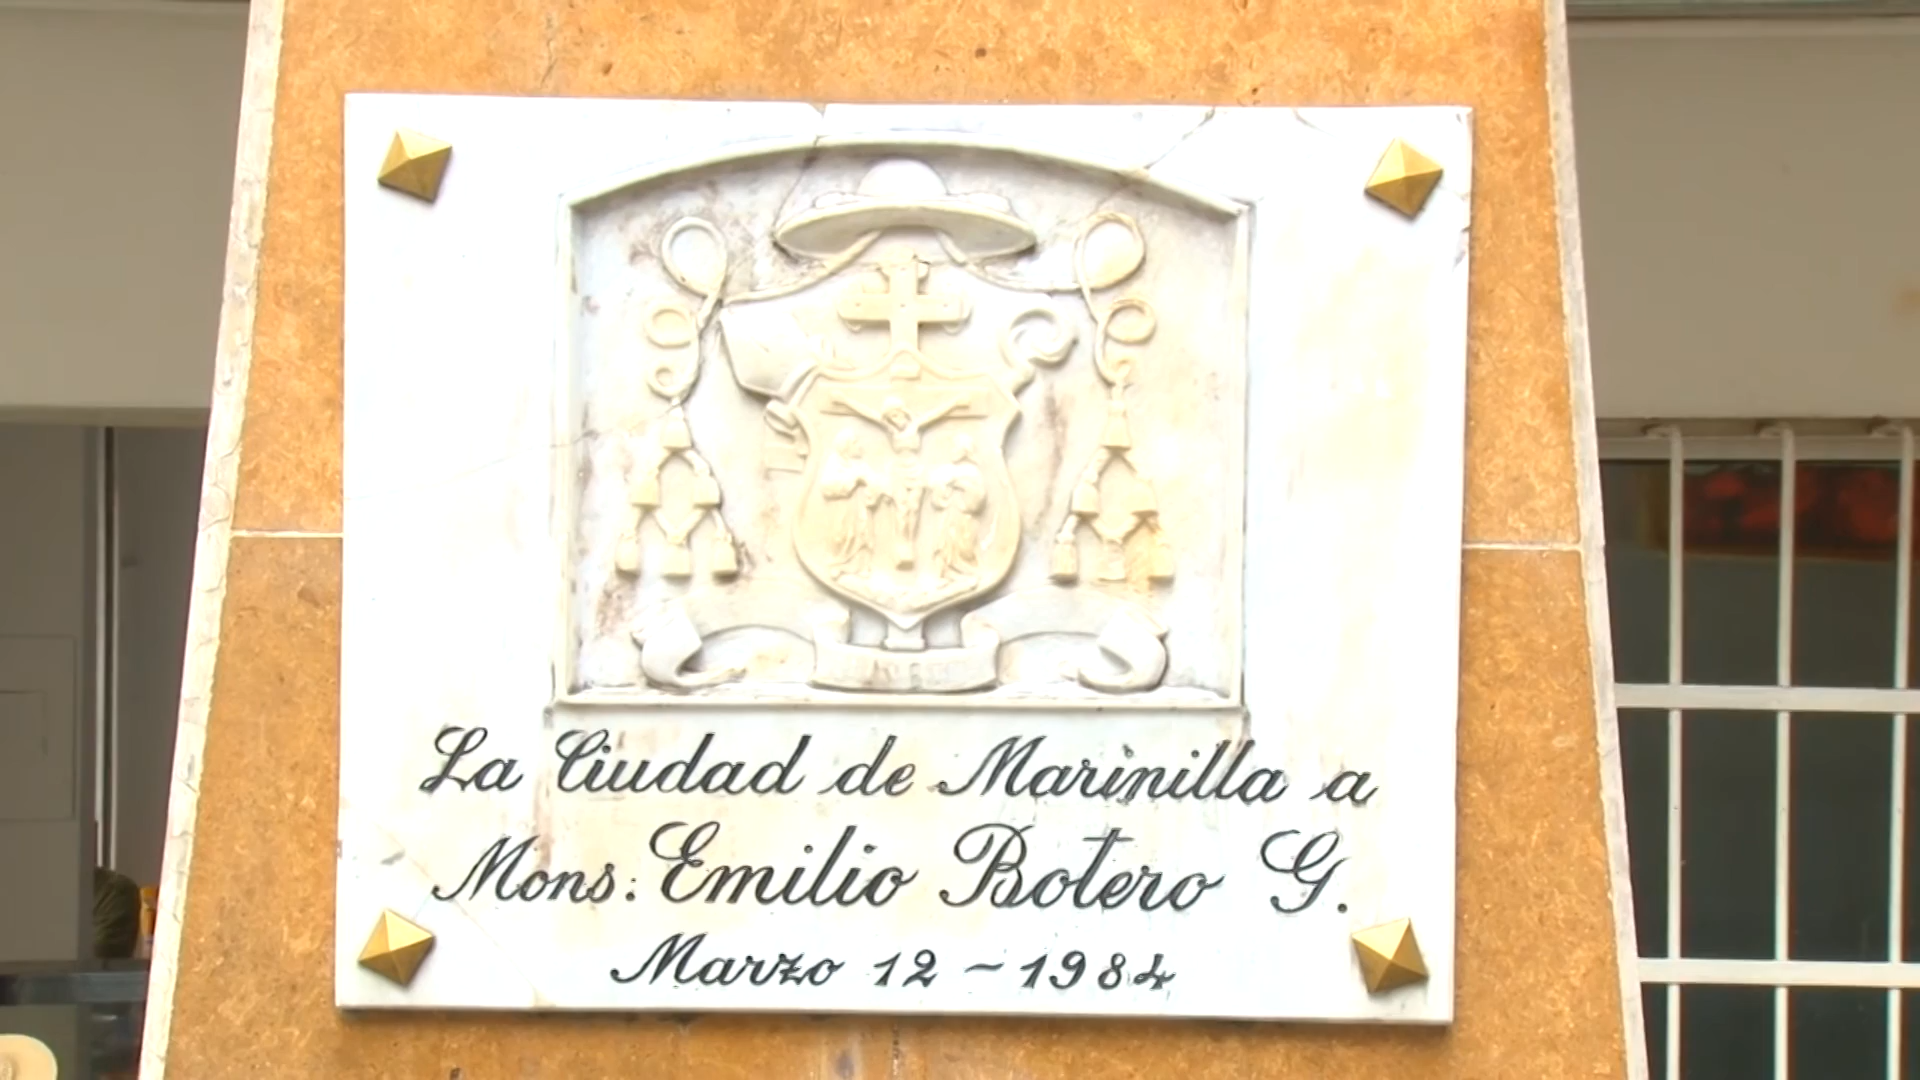 La Ciudad de Marinilla a
Mons: Emilio Botero G.
Marzo 12 - 1984